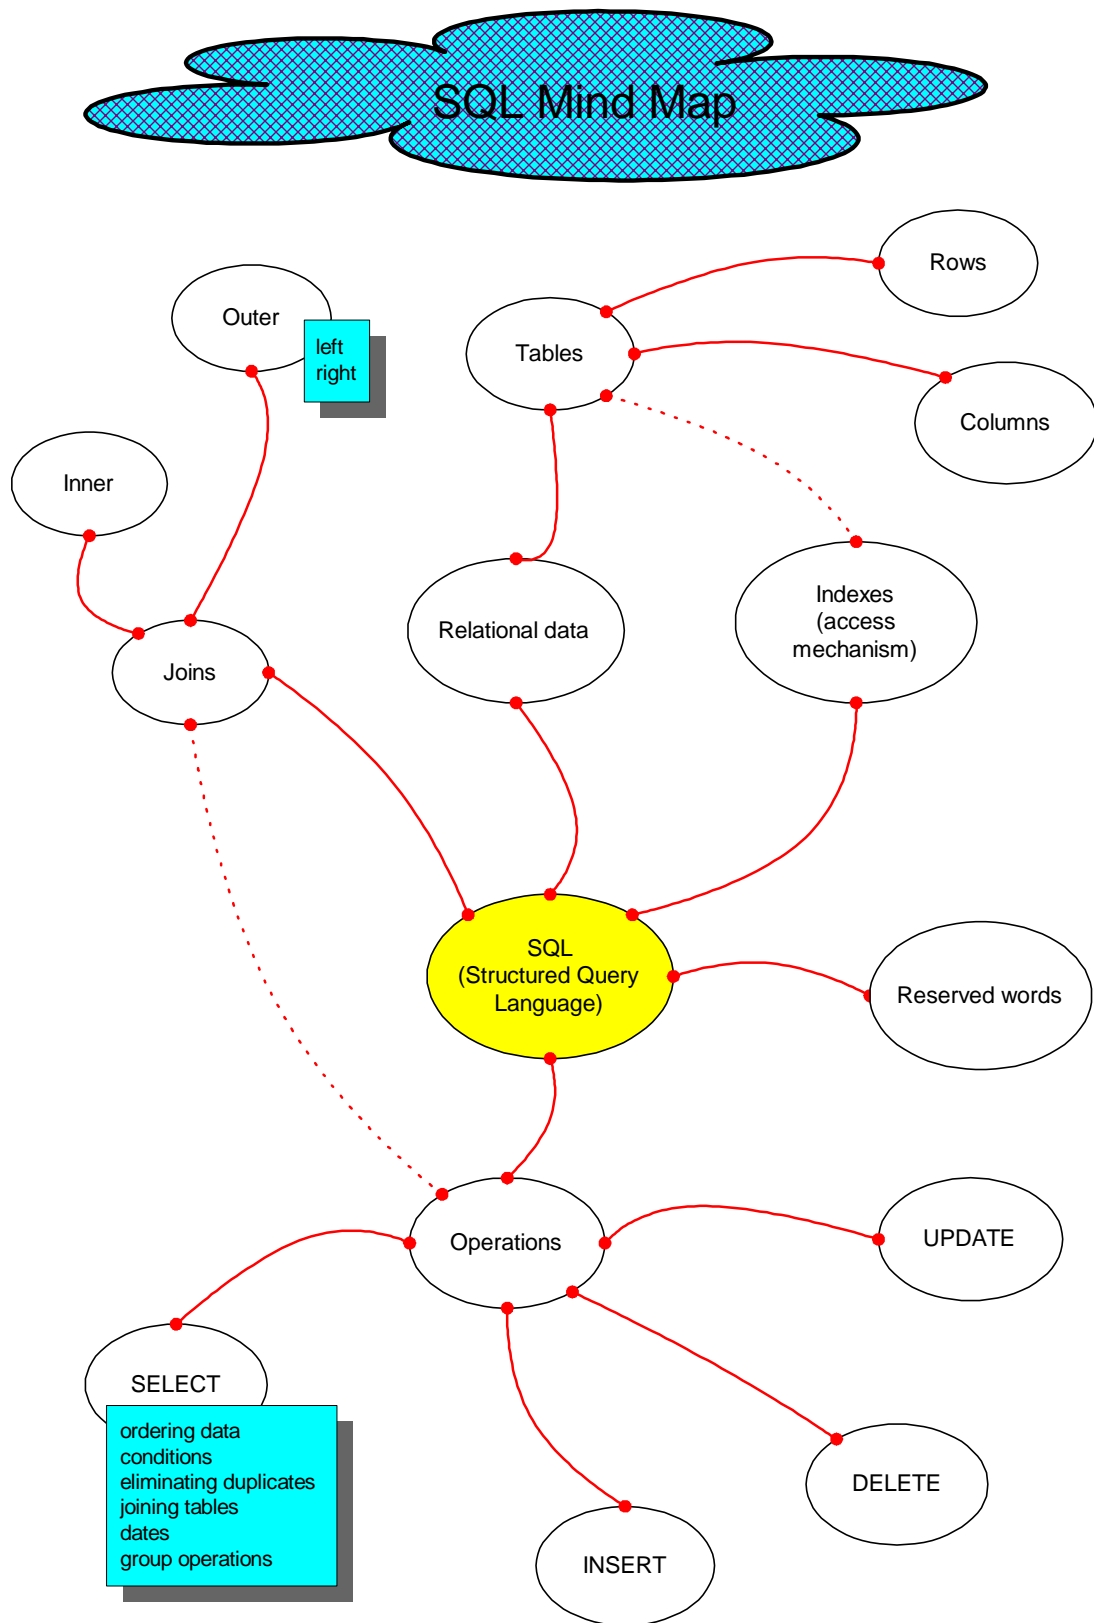 SQL Mind Map
Rows
Outer
left
right
Tables
Columns
Inner
Indexes
(access
mechanism)
Relational data
Joins
SQL
(Structured Query
Language)
Reserved words
Operations
UPDATE
SELECT
ordering data
conditions
eliminating duplicates
joining tables
dates
group operations
DELETE
INSERT